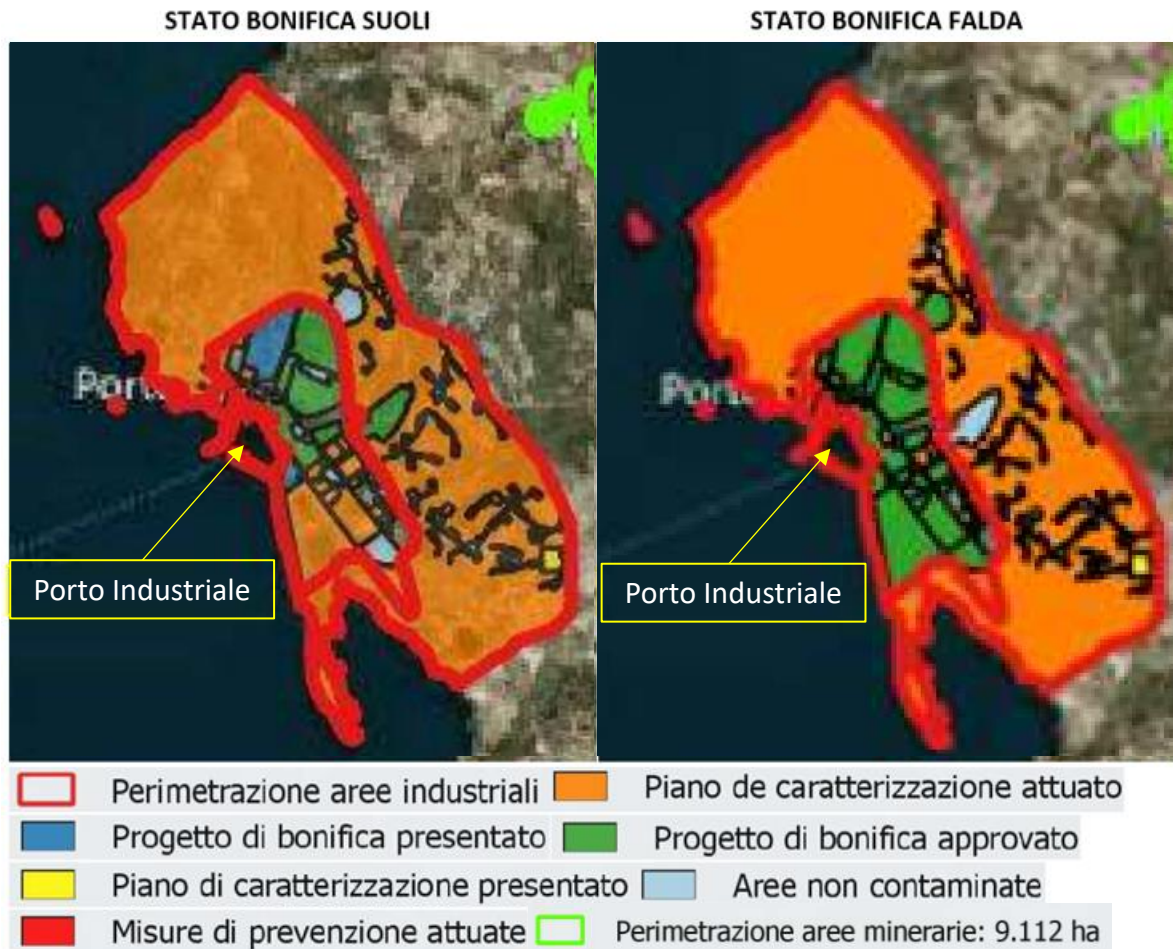 STATO BONIFICA SUOLI
STATO BONIFICA FALDA
Port
Port
Porto Industriale
Porto Industriale
Perimetrazione aree industriali
Piano de caratterizzazione attuato
Progetto di bonifica presentato
Progetto di bonifica approvato
Piano di caratterizzazione presentato
Aree non contaminate
Misure di prevenzione attuate
Perimetrazione aree minerarie: 9.112 ha